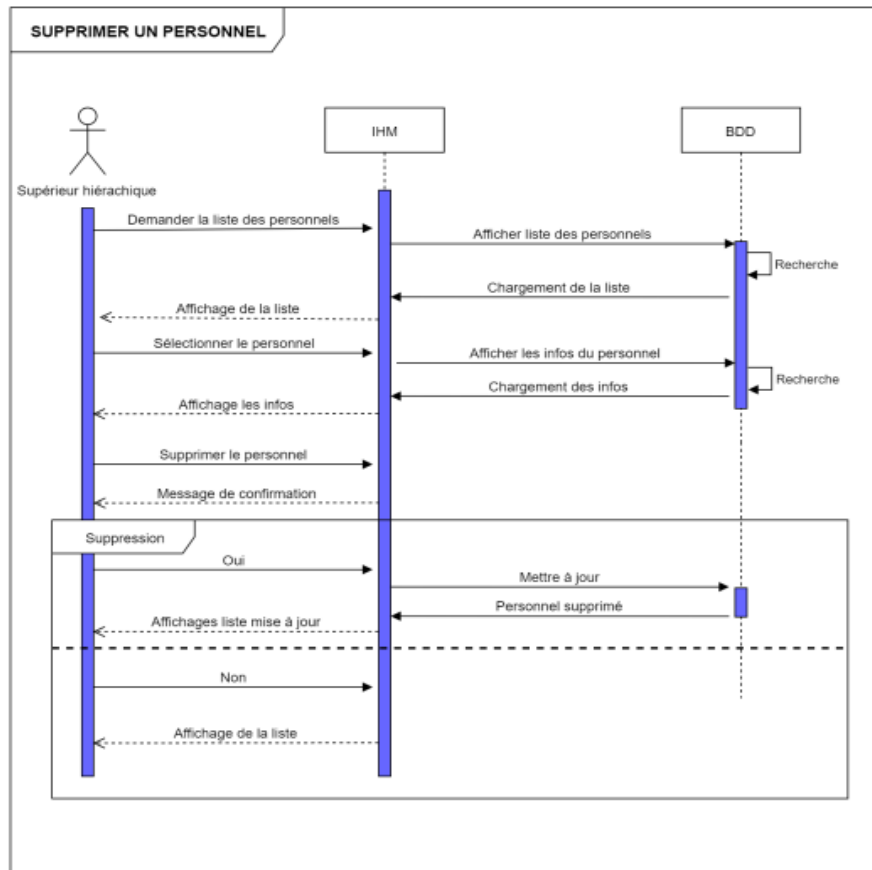 SUPPRIMER UN PERSONNEL
IHM
BDD
Supérieur hiérachique
Demander la liste des personnels
Afficher liste des personnels
Recherche
Chargement de la liste
Affichage de la liste
Sélectionner le personnel
Afficher les infos du personnel
Recherche
Chargement des infos
Affichage les infos
Supprimer le personnel
Message de confirmation
Suppression
Oui
Mettre à jour
Personnel supprimé
Affichages liste mise à jour
Non
Affichage de la liste